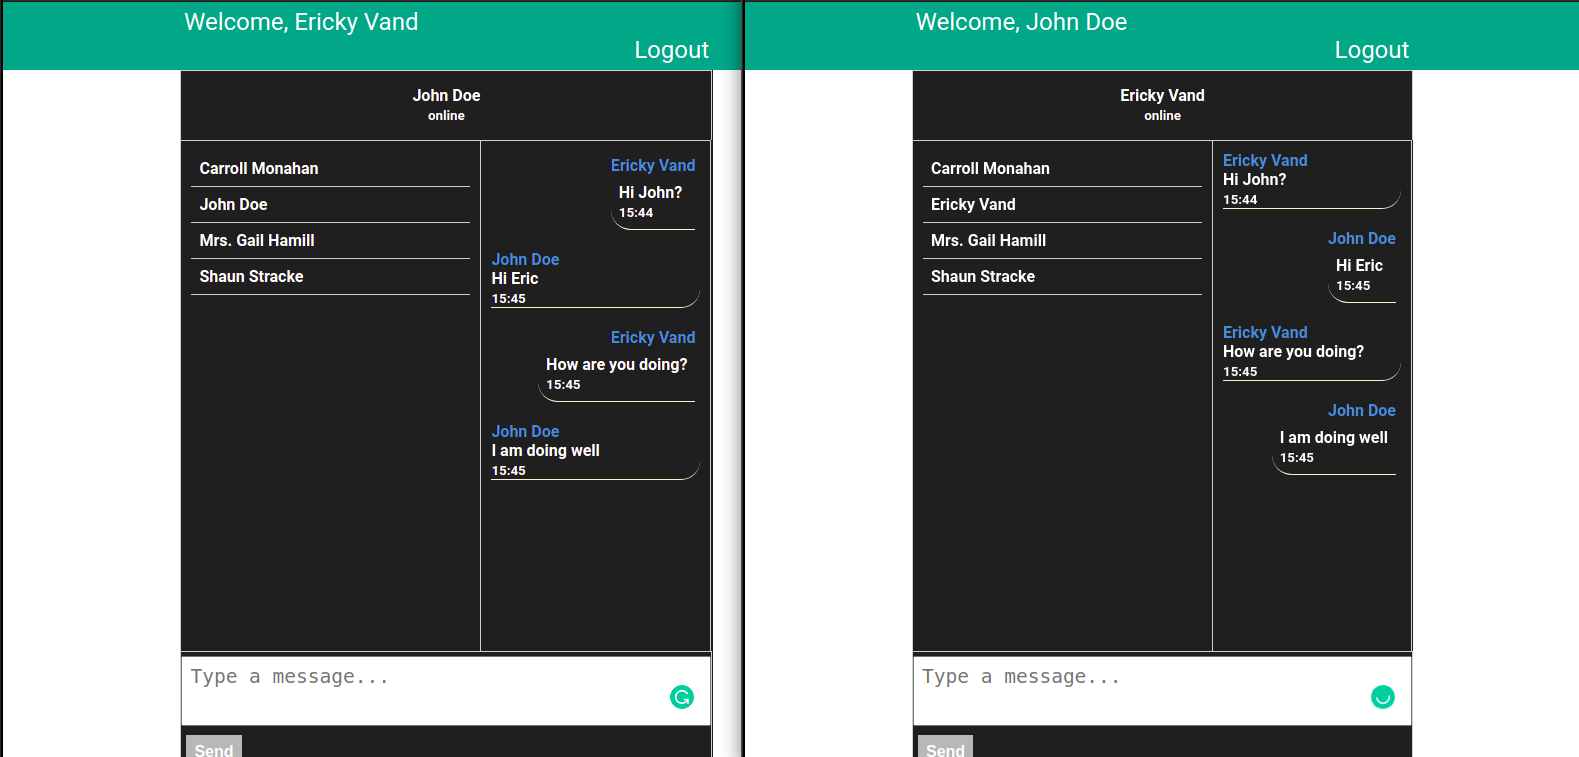 Welcome, Ericky Vand
Logout
John Doe
online
Carroll Monahan
John Doe
Mrs. Gail Hamill
Shaun Stracke
Ericky Vand
Hi John?
15:44
John Doe
Hi Eric
15:45
Ericky Vand
How are you doing?
15:45
John Doe
I am doing well
15:45
Type a message...
Send
Welcome, John Doe
Logout
Ericky Vand
online
Carroll Monahan
Ericky Vand
Mrs. Gail Hamill
Shaun Stracke
Ericky Vand
Hi John?
15:44
John Doe
Hi Eric
15:45
Ericky Vand
How are you doing?
15:45
John Doe
I am doing well
15:45
Type a message...
Send